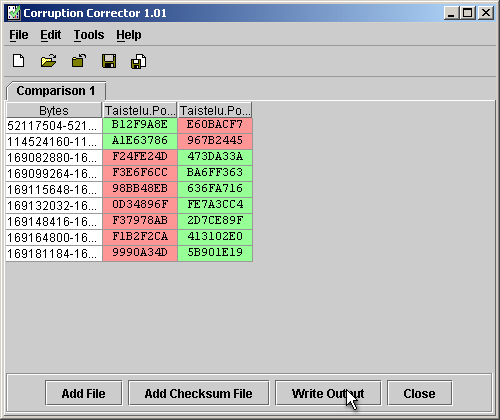 Corruption Corrector 1.01
File Edit Tools Help
Comparison 1
Bytes Taistelu.Po... Taistelu.Po...
52117504-521... B12F9A8E E60BACF7
114524160-11... A1E63786 967B2445
169082880-16... F24FE24D 473DA33A
169099264-16... F3E6F6CC BA6FF363
169115648-16... 98BB48EB 636FA716
169132032-16... 0D34896F FE7A3CC4
169148416-16... F37978AB 2D7CE89F
169164800-16... F1B2F2CA 413102E0
169181184-16... 9990A34D 5B901E19
Add File Add Checksum File Write Output Close